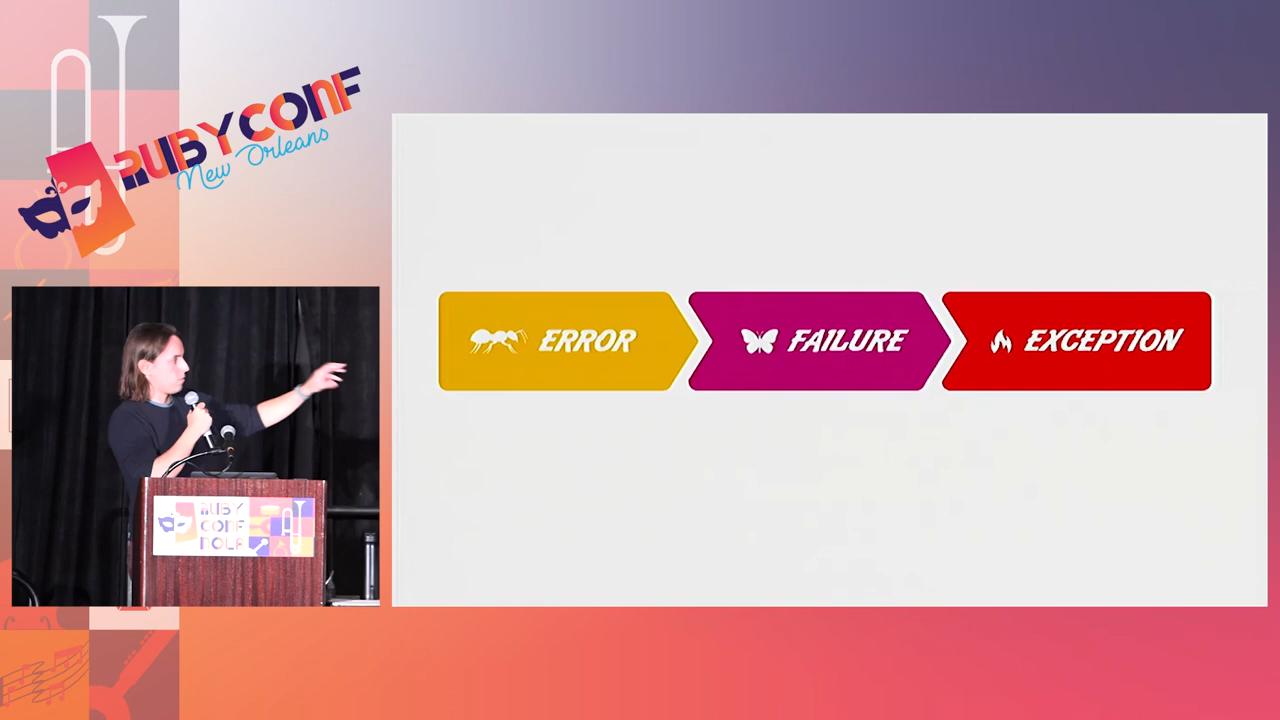 RUBYCONF
New Orleans
ERROR
FAILURE
EXCEPTION
RUBY
CONF
NOLA